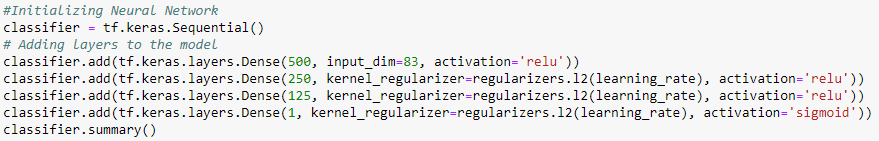 #Initializing Neural Network
classifier = tf.keras.Sequential()
# Adding layers to the model
classifier.add(tf.keras.layers.Dense(500, input_dim=83, activation='relu'))
classifier.add(tf.keras.layers.Dense(250, kernel_regularizer=regularizers.l2(learning_rate), activation='relu'))
classifier.add(tf.keras.layers.Dense(125, kernel_regularizer=regularizers.l2(learning_rate), activation='relu'))
classifier.add(tf.keras.layers.Dense(1, kernel_regularizer=regularizers.l2(learning_rate), activation='sigmoid'))
classifier.summary()